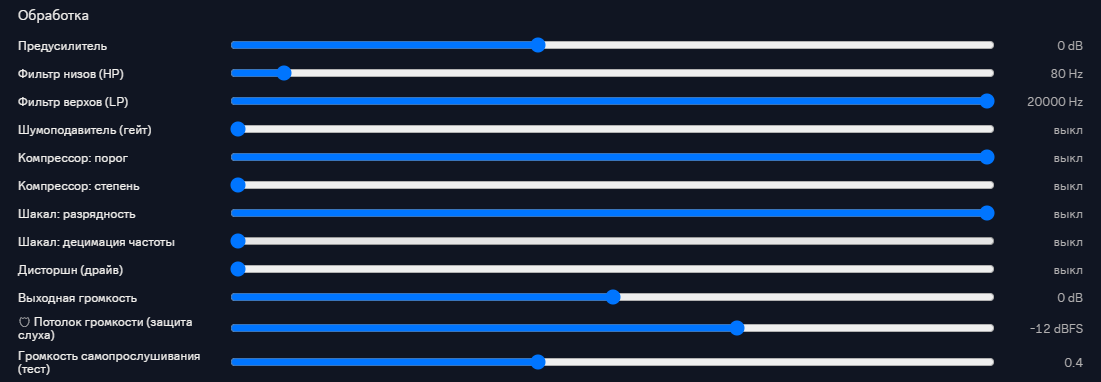 Обработка
Предусилитель 0 dB
Фильтр низов (HP) 80 Hz
Фильтр верхов (LP) 20000 Hz
Шумоподавитель (гейт) выкл
Компрессор: порог выкл
Компрессор: степень выкл
Шакал: разрядность выкл
Шакал: децимация частоты выкл
Дисторшн (драйв) выкл
Выходная громкость 0 dB
Потолок громкости (защита
слуха) -12 dBFS
Громкость самопрослушивания
(тест) 0.4